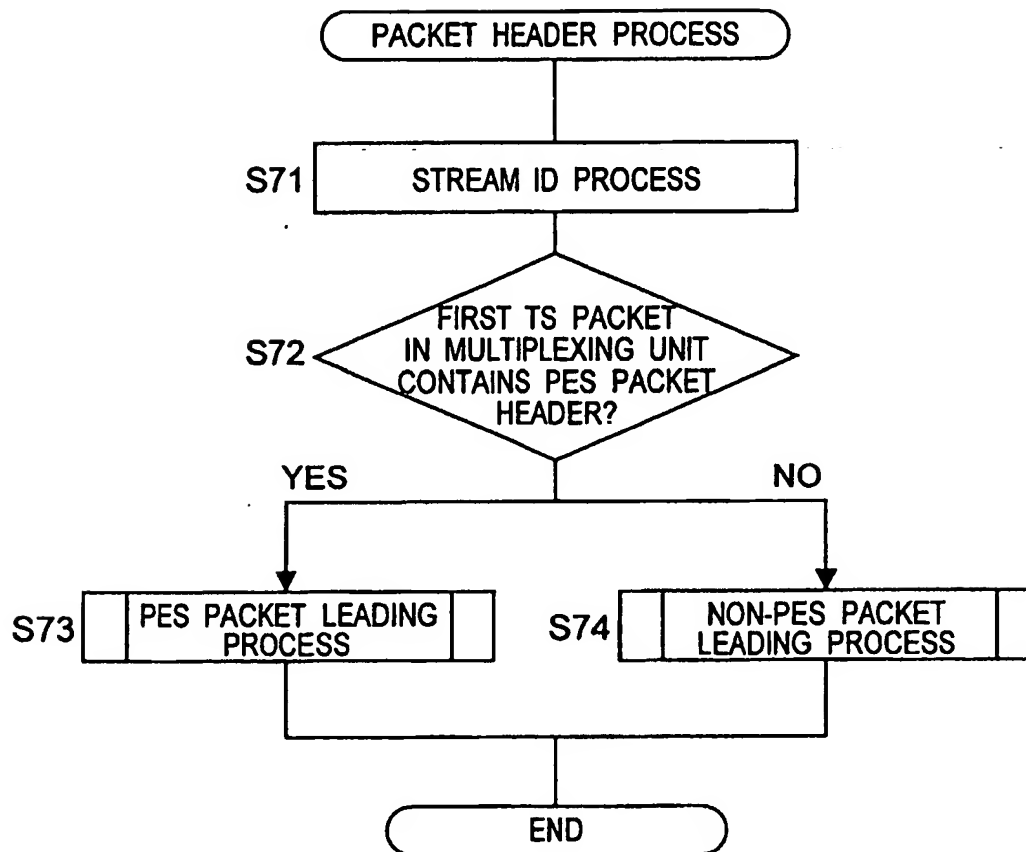 PACKET HEADER PROCESS
S71
STREAM ID PROCESS
S72
FIRST TS PACKET
IN MULTIPLEXING UNIT
CONTAINS PES PACKET
HEADER?
YES
NO
S73
PES PACKET LEADING
PROCESS
S74
NON-PES PACKET
LEADING PROCESS
END